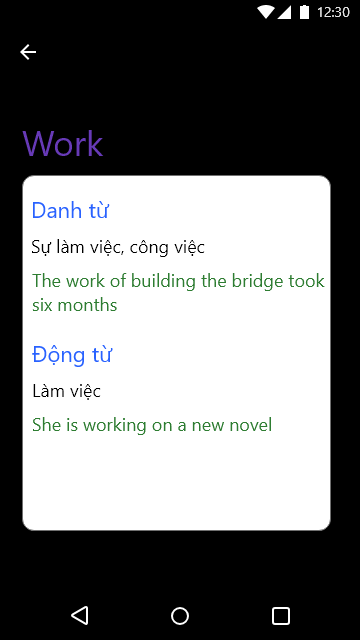 12:30
Work
Danh từ
Sự làm việc, công việc
The work of building the bridge took
six months
Động từ
Làm việc
She is working on a new novel